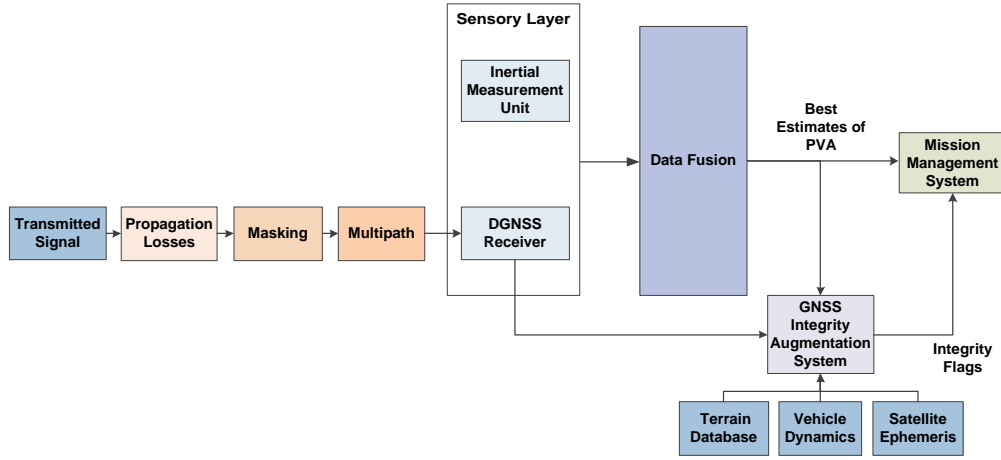 Sensory Layer
Inertial
Measurement
Unit
Best
Estimates of
PVA
Data Fusion
Mission
Management
System
Transmitted
Signal
Propagation
Losses
Masking
Multipath
DGNSS
Receiver
GNSS
Integrity
Augmentation
System
Integrity
Flags
Terrain
Database
Vehicle
Dynamics
Satellite
Ephemeris